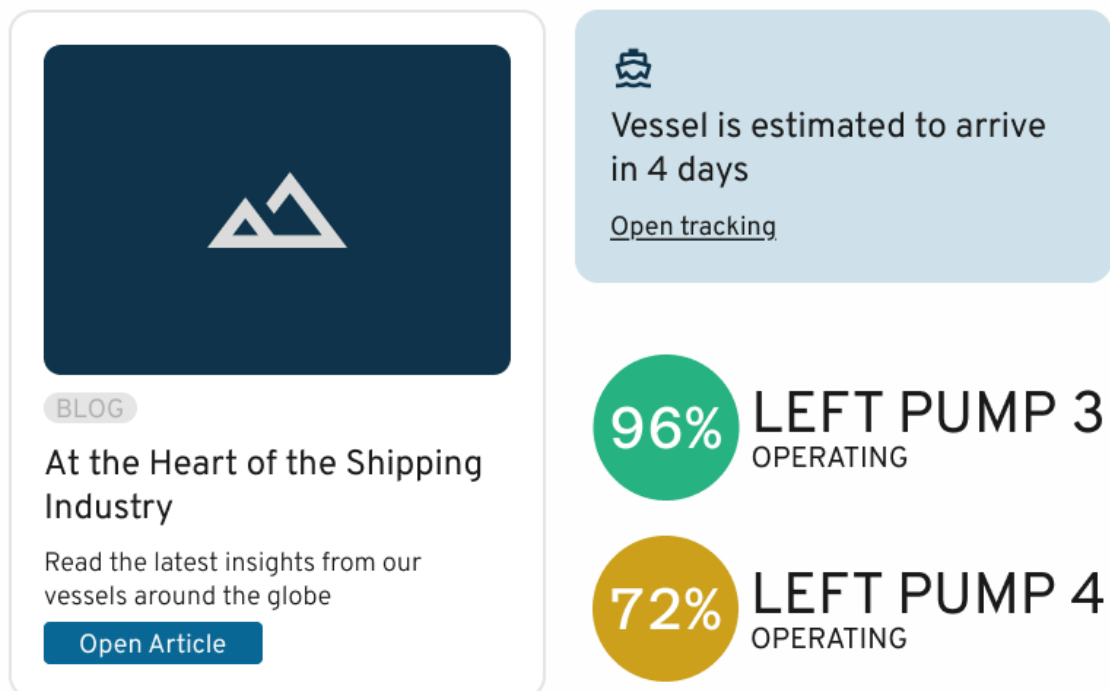 BLOG
At the Heart of the Shipping
Industry
Read the latest insights from our
vessels around the globe
Open Article
Vessel is estimated to arrive
in 4 days
Open tracking
96%
LEFT PUMP 3
OPERATING
72%
LEFT PUMP 4
OPERATING